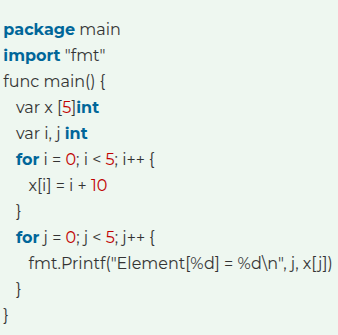 package main
import "fmt"
func main() {
var x [5]int
var i, j int
for i = 0; i < 5; i++ {
x[i] = i + 10
}
for j = 0; j < 5; j++ {
fmt.Printf("Element[%d] = %d\n", j, x[j])
}
}